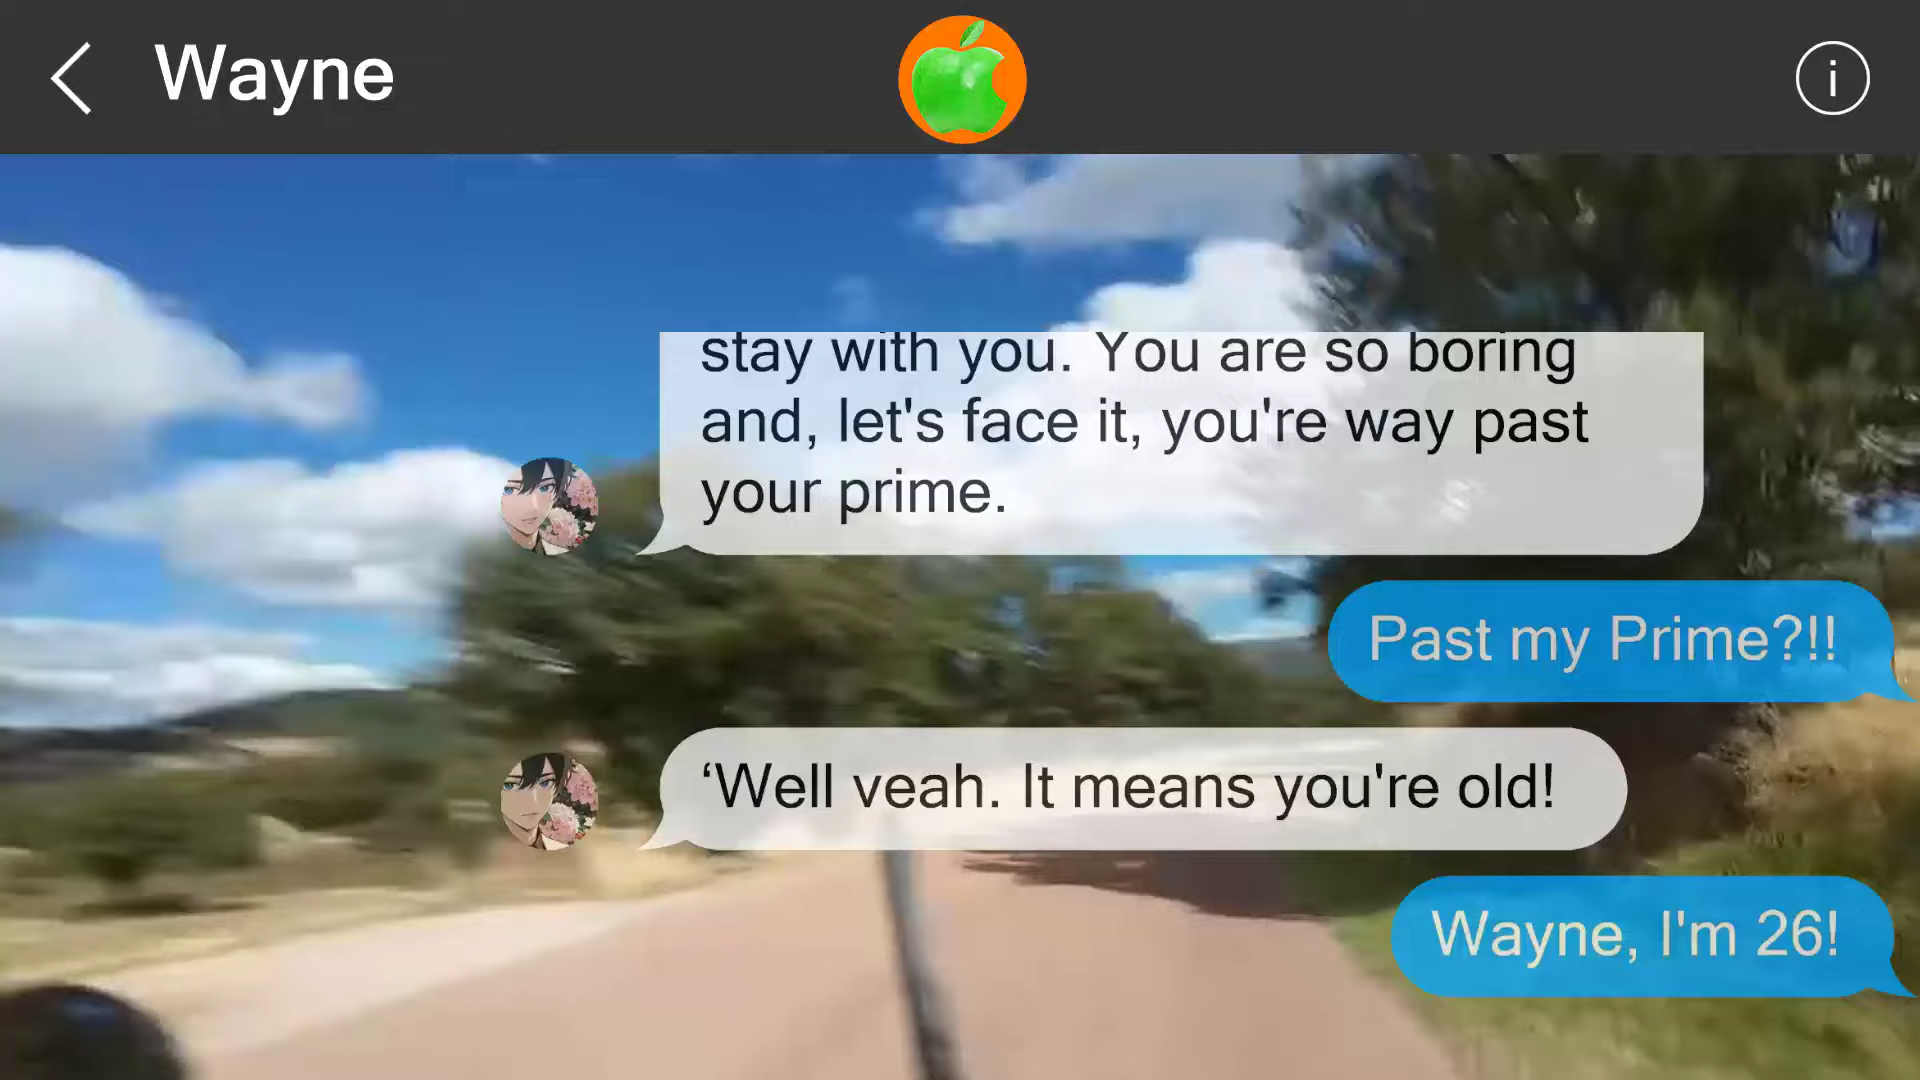 Wayne
i
stay with you. You are so boring
and, let's face it, you're way past
your prime.
Past my Prime?!!
‘Well yeah. It means you're old!
Wayne, I'm 26!